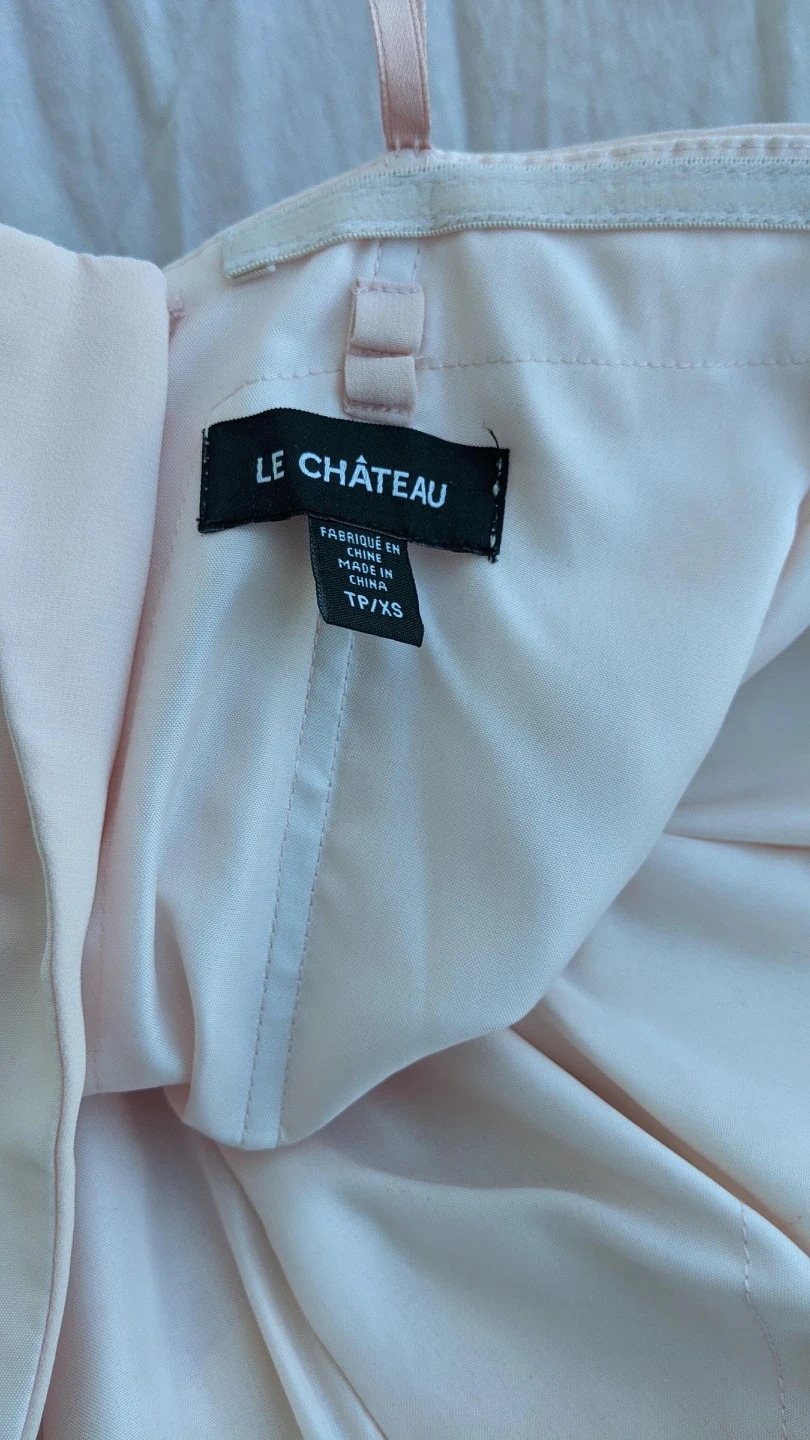 LE CHÂTEAU
FABRIQUÉ EN
CHINE
MADE IN
CHINA
TP/XS